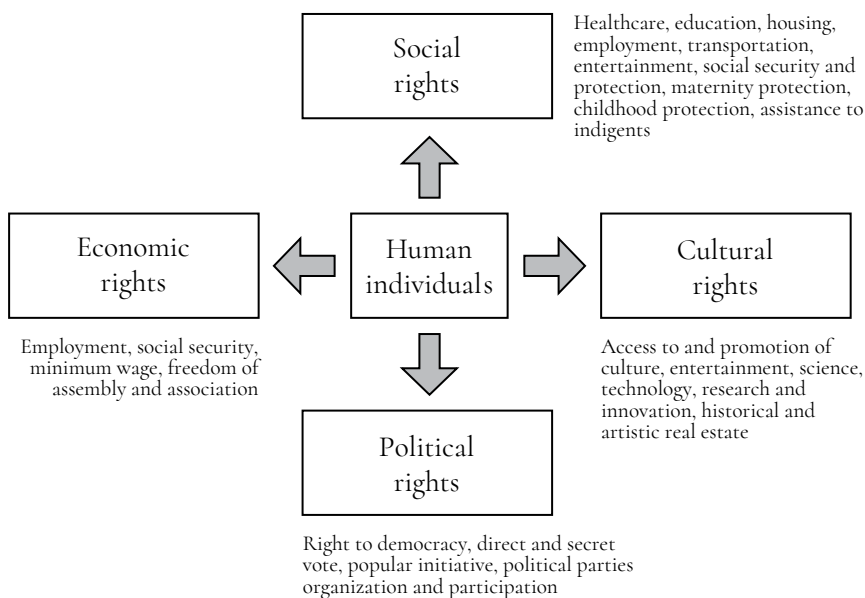 Social
rights
Healthcare, education, housing,
employment, transportation,
entertainment, social security and
protection, maternity protection,
childhood protection, assistance to
indigents
Economic
rights
Employment, social security,
minimum wage, freedom of
assembly and association
Human
individuals
Cultural
rights
Access to and promotion of
culture, entertainment, science,
technology, research and
innovation, historical and
artistic real estate
Political
rights
Right to democracy, direct and secret
vote, popular initiative, political parties
organization and participation